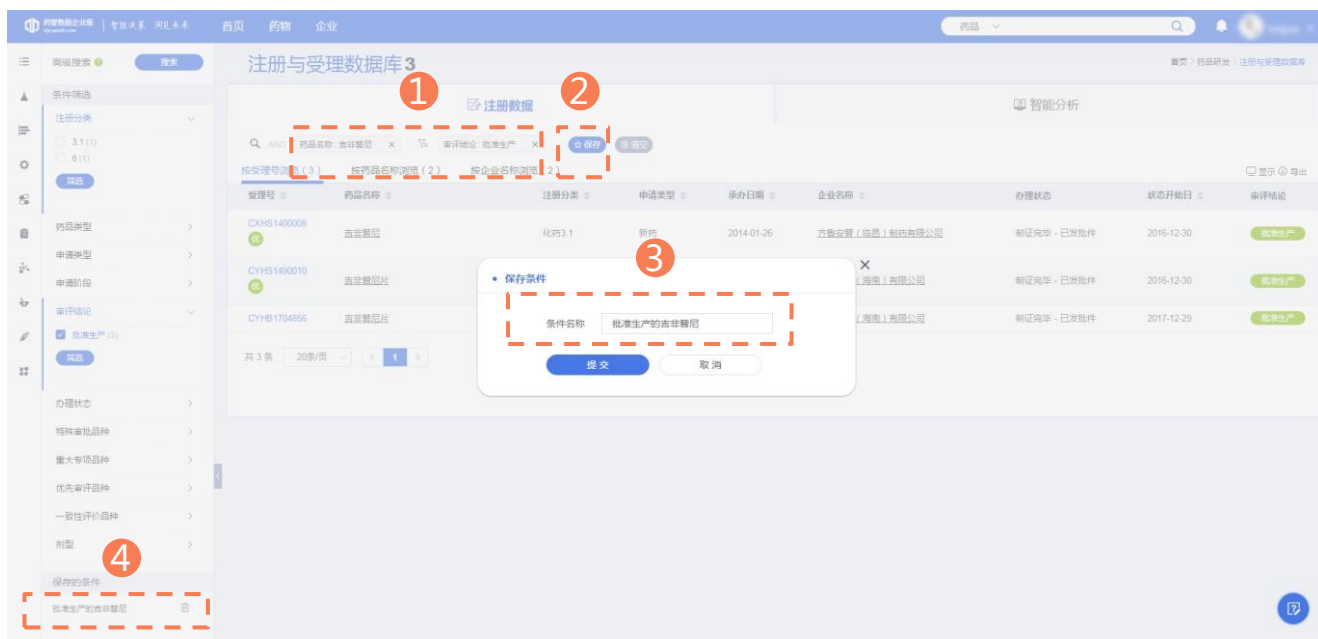 药智数据企业版 | 智能决策 洞见未来 首页 药物 企业 药品
高级搜索 搜索 注册与受理数据库3 首页 / 药品研发 / 注册与受理数据库
条件筛选 1 注册数据 2 智能分析
注册分类
3.1 (1)
6 (1)
筛选
AND 药品名称:吉非替尼 × 审评结论:批准生产 × 保存 清空
按受理号浏览(3) 按药品名称浏览(2) 按企业名称浏览(2) 显示 导出
受理号 药品名称 注册分类 申请类型 承办日期 企业名称 办理状态 状态开始日 审评结论
CXHS1400008 优 吉非替尼 化药3.1 新药 2014-01-26 齐鲁安替(临邑)制药有限公司 制证完毕 - 已发批件 2016-12-30 批准生产
CYHS1490010 优 吉非替尼片 (海南)有限公司 制证完毕 - 已发批件 2016-12-30 批准生产
CYHB1704856 吉非替尼片 (海南)有限公司 制证完毕 - 已发批件 2017-12-29 批准生产
共 3 条 20条/页 < 1 >
3
保存条件 ×
条件名称 批准生产的吉非替尼
提交 取消
药品类型
申请类型
申请阶段
审评结论
批准生产 (3)
筛选
办理状态
特殊审批品种
重大专项品种
优先审评品种
一致性评价品种
剂型
4
保存的条件
批准生产的吉非替尼